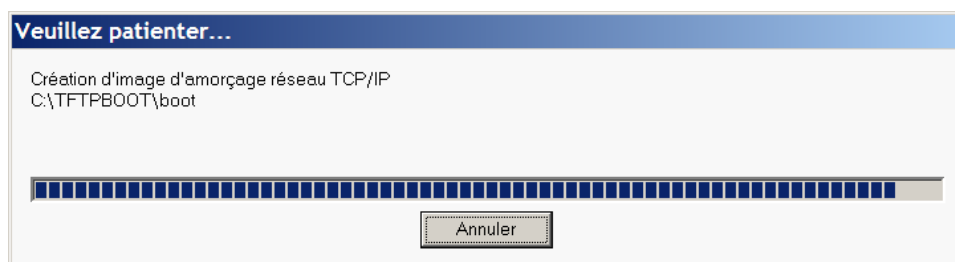 Veuillez patienter...
Création d'image d'amorçage réseau TCP/IP
C:\TFTPBOOT\boot
Annuler